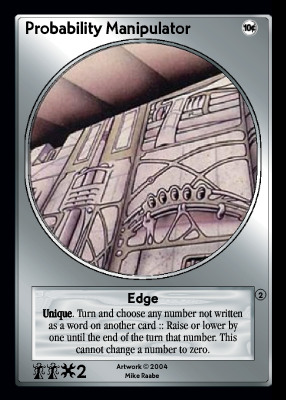 Probability Manipulator
10¢
Edge
②
Unique. Turn and choose any number not written
as a word on another card :: Raise or lower by
one until the end of the turn that number. This
cannot change a number to zero.
2
Artwork © 2004
Mike Raabe